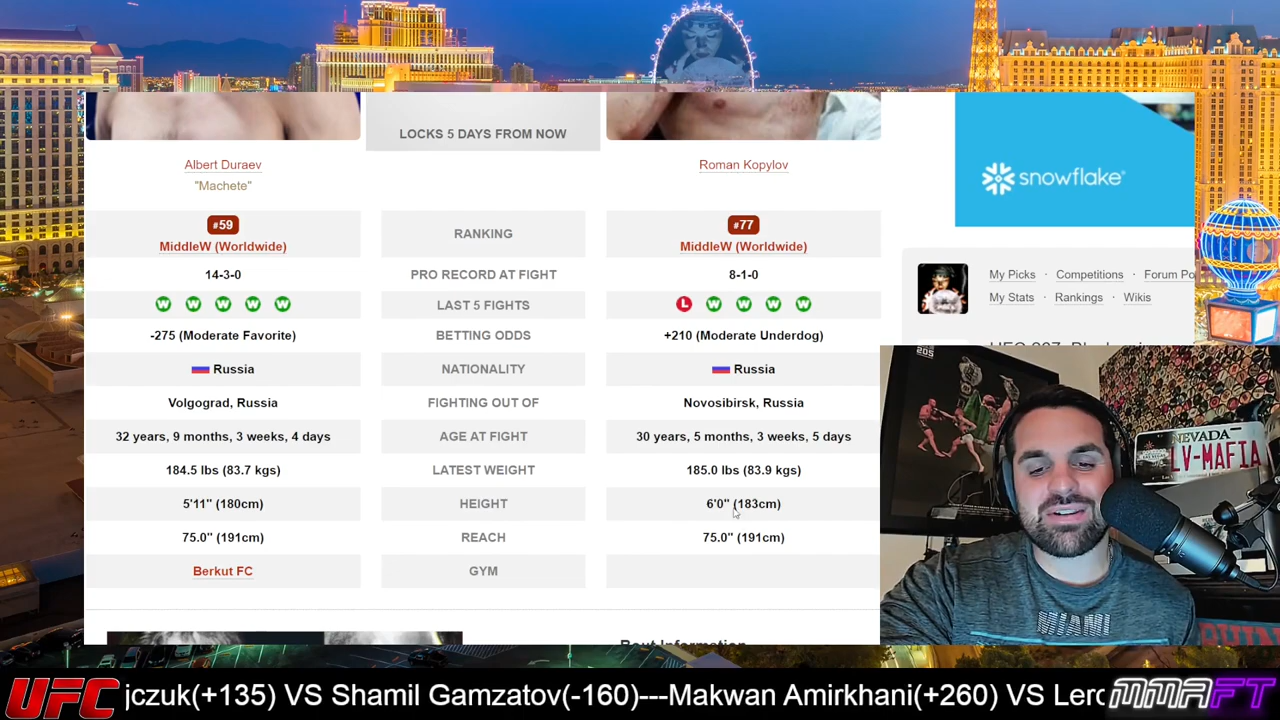 LOCKS 5 DAYS FROM NOW
Albert Duraev
"Machete"
Roman Kopylov
#59
MiddleW (Worldwide)
RANKING
#77
MiddleW (Worldwide)
14-3-0
PRO RECORD AT FIGHT
8-1-0
W W W W W
LAST 5 FIGHTS
L W W W W
-275 (Moderate Favorite)
BETTING ODDS
+210 (Moderate Underdog)
Russia
NATIONALITY
Russia
Volgograd, Russia
FIGHTING OUT OF
Novosibirsk, Russia
32 years, 9 months, 3 weeks, 4 days
AGE AT FIGHT
30 years, 5 months, 3 weeks, 5 days
184.5 lbs (83.7 kgs)
LATEST WEIGHT
185.0 lbs (83.9 kgs)
5'11" (180cm)
HEIGHT
6'0" (183cm)
75.0" (191cm)
REACH
75.0" (191cm)
Berkut FC
GYM
Bout Information
snowflake
My Picks · Competitions · Forum Po
My Stats · Rankings · Wikis
205
NEVADA
LV-MAFIA
MIAMI
UFC
jczuk(+135) VS Shamil Gamzatov(-160)---Makwan Amirkhani(+260) VS Lerc
MMAFT